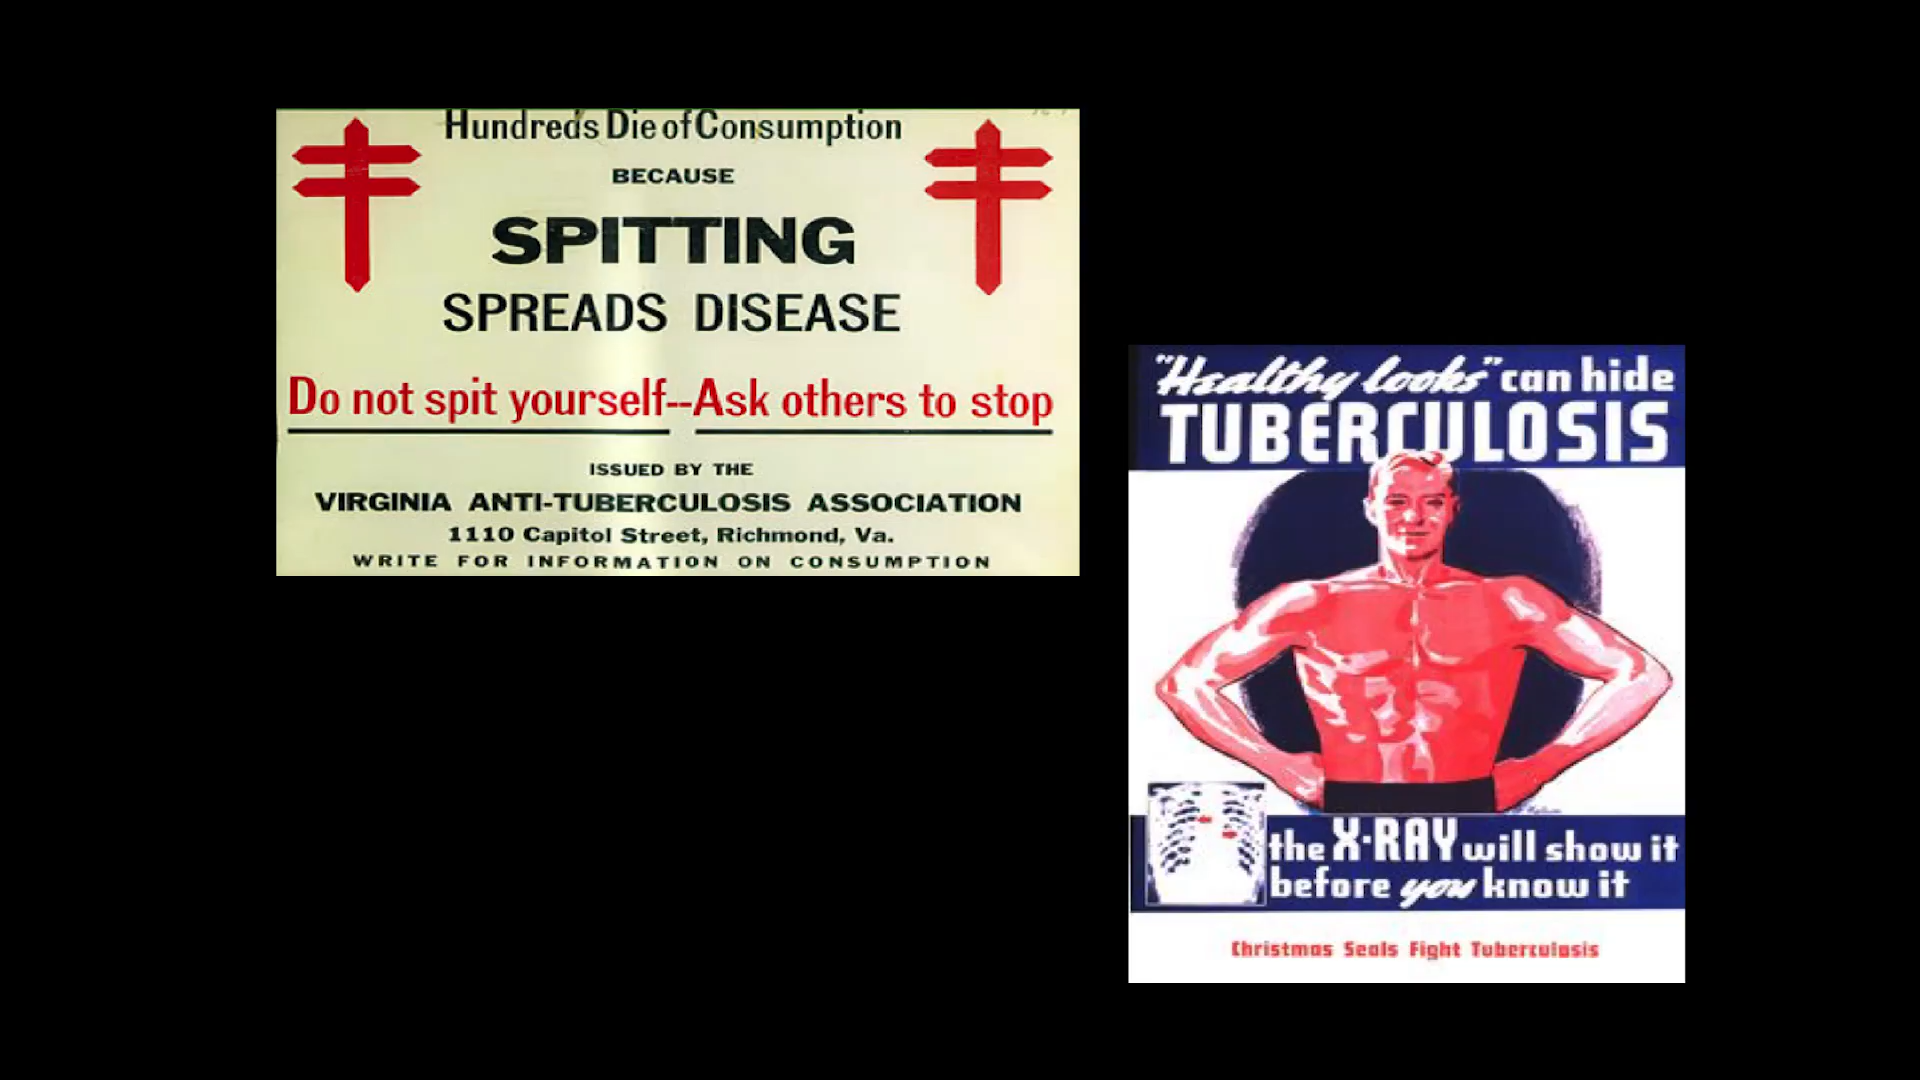 Hundreds Die of Consumption
BECAUSE
SPITTING
SPREADS DISEASE
Do not spit yourself--Ask others to stop
ISSUED BY THE
VIRGINIA ANTI-TUBERCULOSIS ASSOCIATION
1110 Capitol Street, Richmond, Va.
WRITE FOR INFORMATION ON CONSUMPTION
"Healthy looks" can hide
TUBERCULOSIS
the X-RAY will show it
before you know it
Christmas Seals Fight Tuberculosis